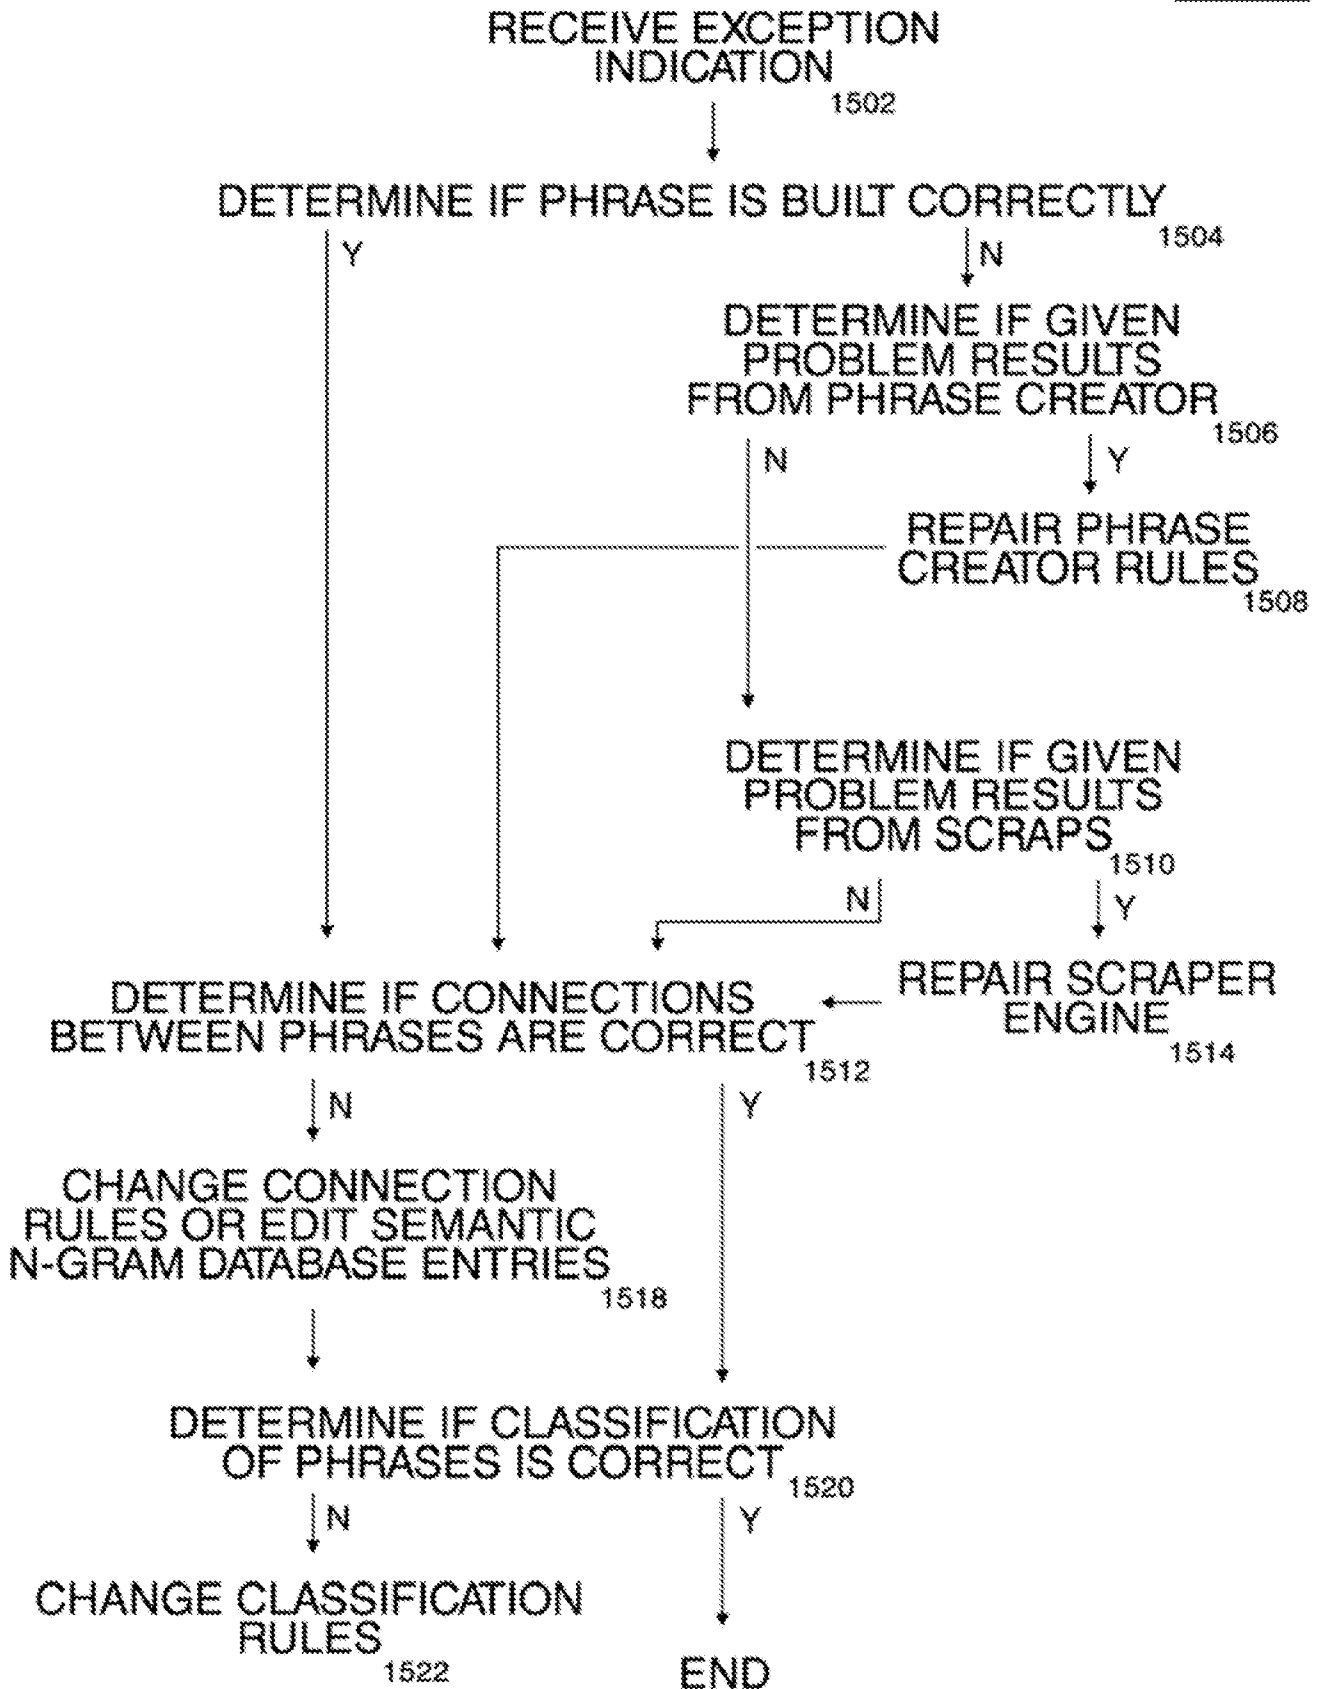 RECEIVE EXCEPTION
INDICATION
1502
DETERMINE IF PHRASE IS BUILT CORRECTLY
1504
Y
N
DETERMINE IF GIVEN
PROBLEM RESULTS
FROM PHRASE CREATOR
1506
N
Y
REPAIR PHRASE
CREATOR RULES
1508
DETERMINE IF GIVEN
PROBLEM RESULTS
FROM SCRAPS
1510
N
Y
REPAIR SCRAPER
ENGINE
1514
DETERMINE IF CONNECTIONS
BETWEEN PHRASES ARE CORRECT
1512
N
Y
CHANGE CONNECTION
RULES OR EDIT SEMANTIC
N-GRAM DATABASE ENTRIES
1518
DETERMINE IF CLASSIFICATION
OF PHRASES IS CORRECT
1520
N
Y
CHANGE CLASSIFICATION
RULES
1522
END